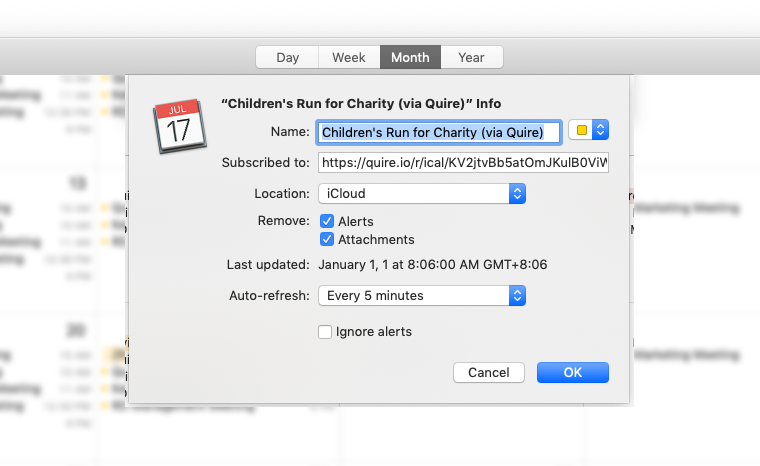 Day Week Month Year
"Children's Run for Charity (via Quire)" Info
JUL
17
Name: Children's Run for Charity (via Quire)
Subscribed to: https://quire.io/r/ical/KV2jtvBb5atOmJKulB0ViW
Location: iCloud
Remove: Alerts
Attachments
Last updated: January 1, 1 at 8:06:00 AM GMT+8:06
Auto-refresh: Every 5 minutes
Ignore alerts
Cancel OK
13
Marketing Meeting
20
Marketing Meeting